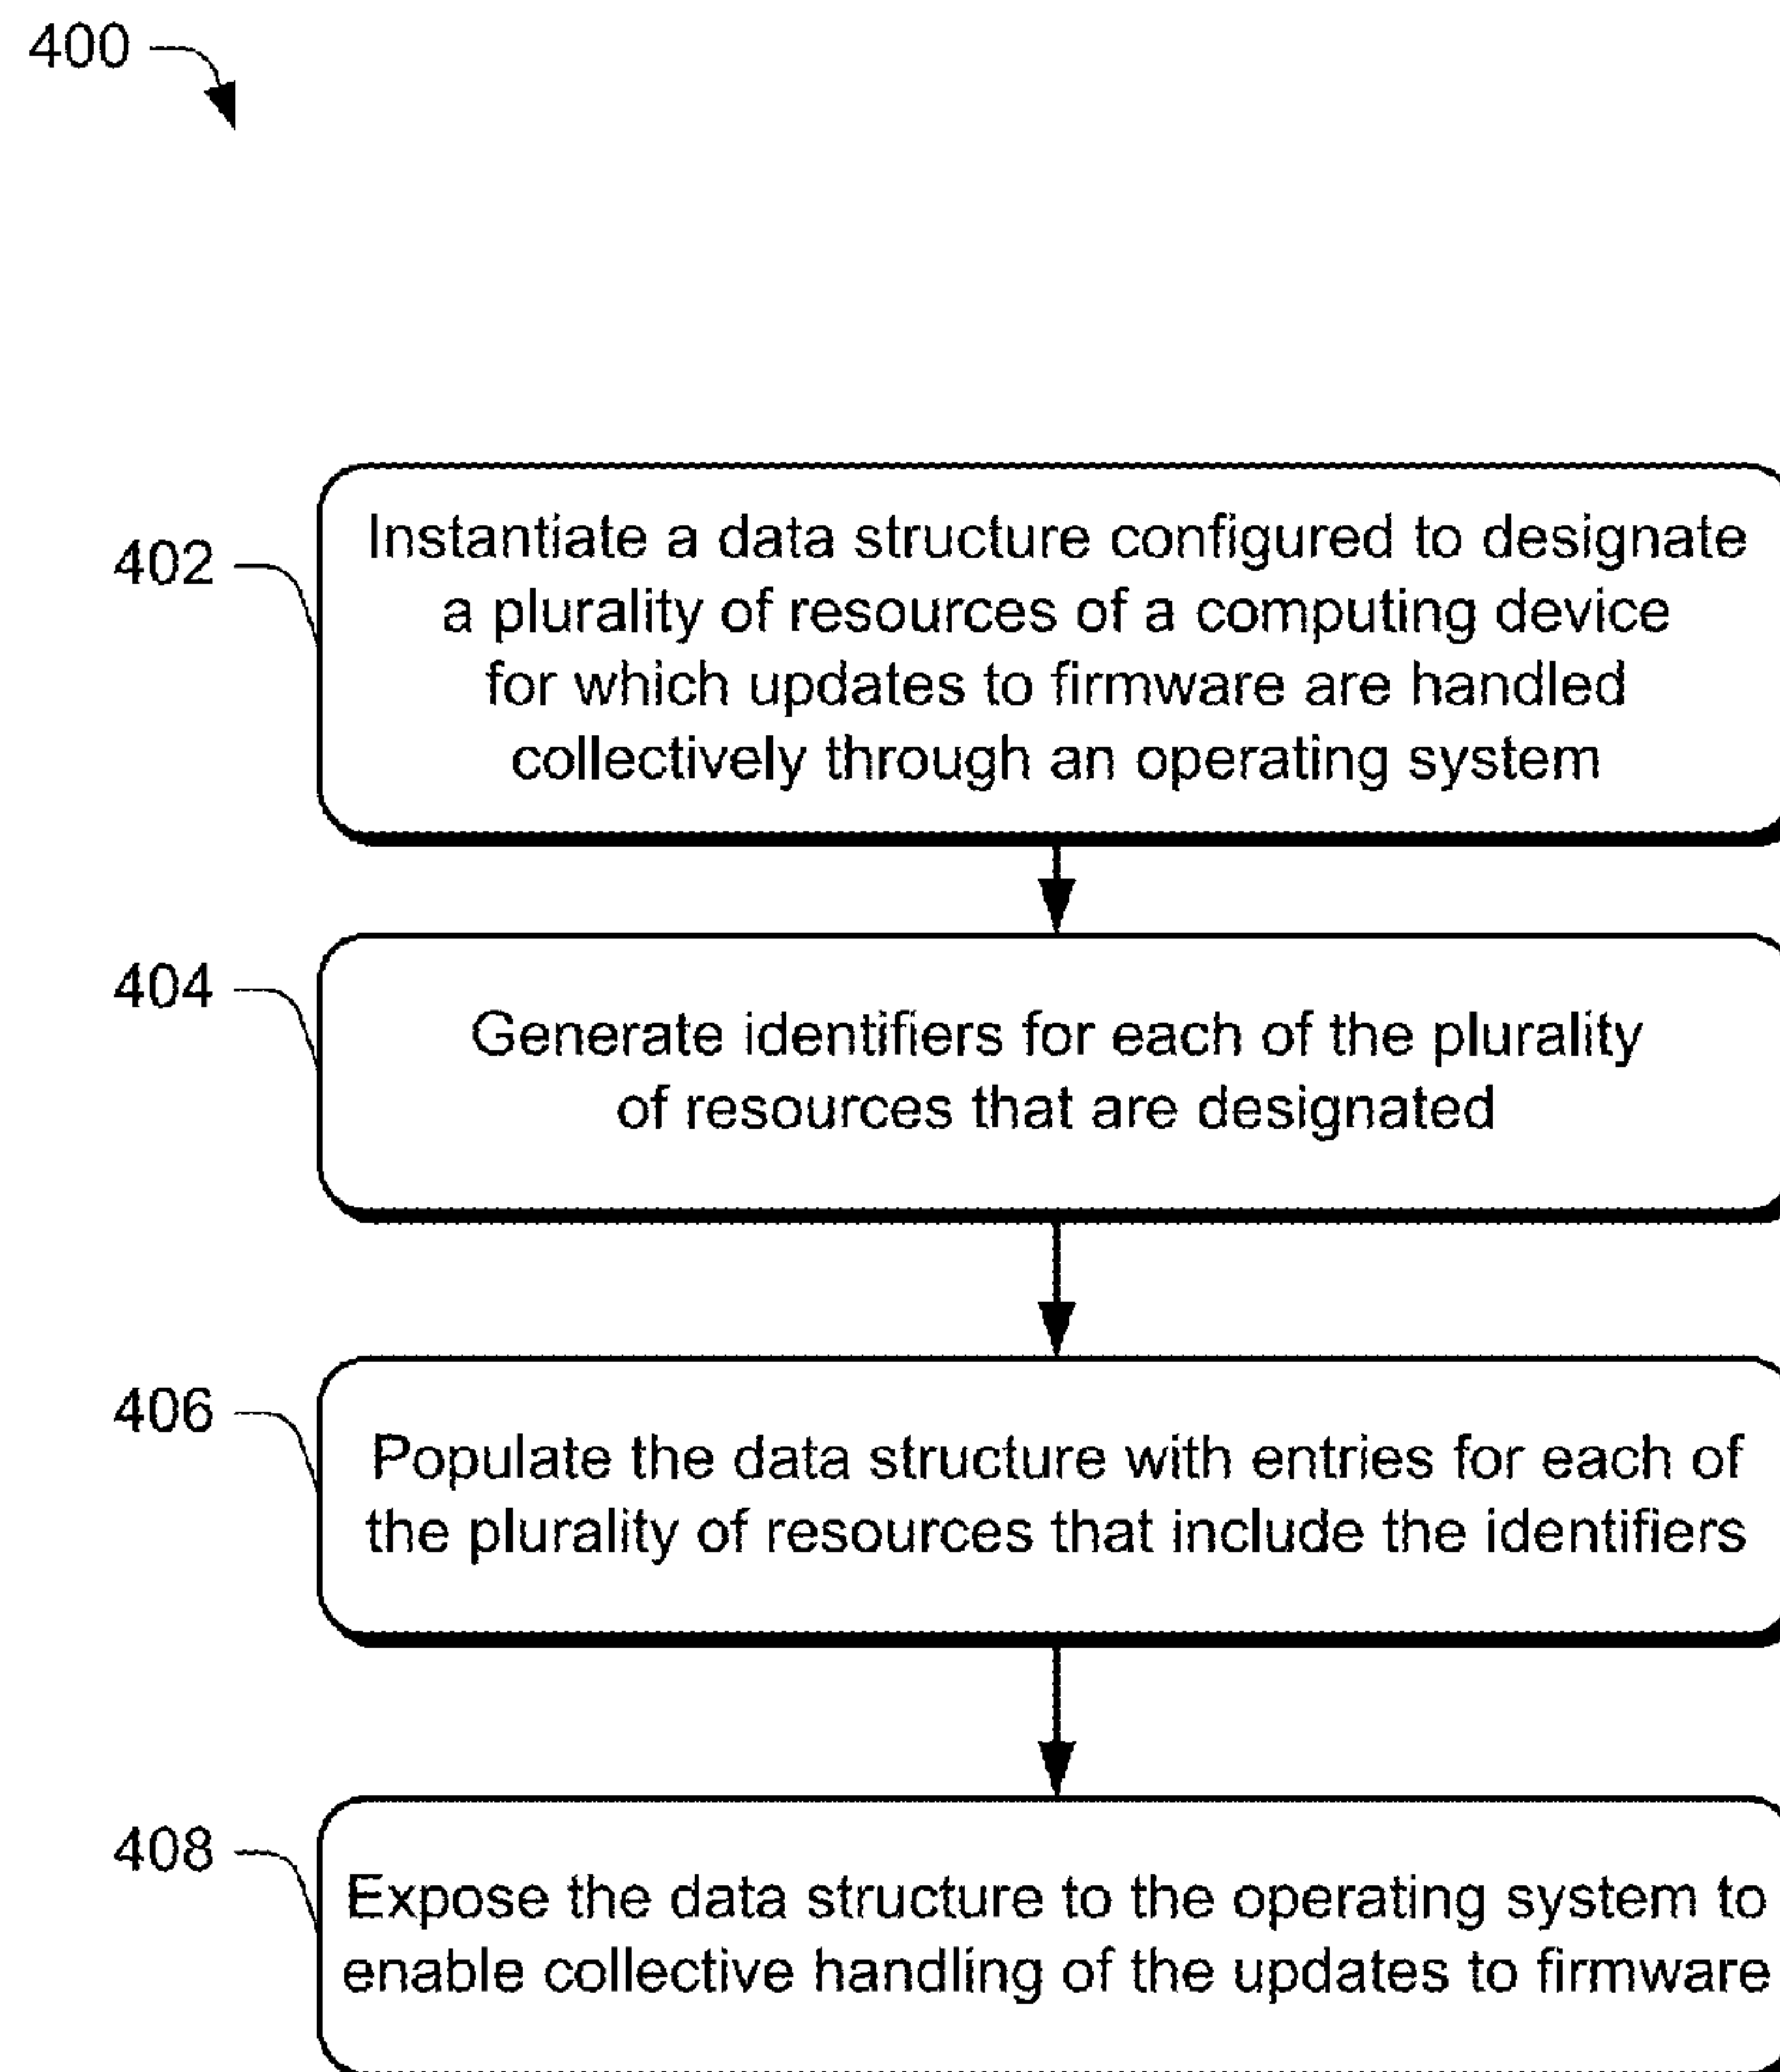 400
402
Instantiate a data structure configured to designate
a plurality of resources of a computing device
for which updates to firmware are handled
collectively through an operating system
404
Generate identifiers for each of the plurality
of resources that are designated
406
Populate the data structure with entries for each of
the plurality of resources that include the identifiers
408
Expose the data structure to the operating system to
enable collective handling of the updates to firmware